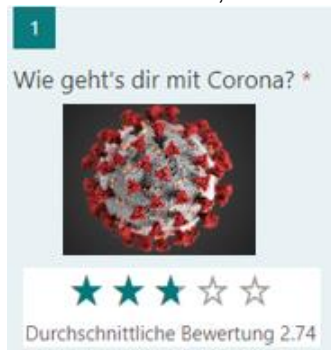 1
Wie geht's dir mit Corona? *
Durchschnittliche Bewertung 2.74